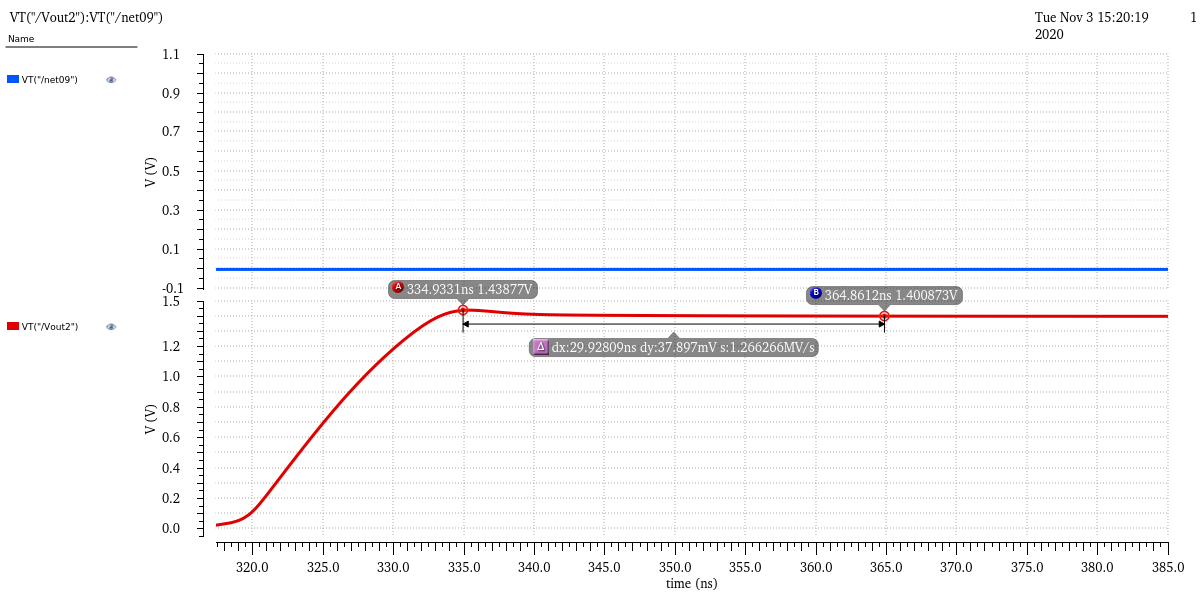 VT("/Vout2"):VT("/net09")
Tue Nov 3 15:20:19
2020
1
Name
VT("/net09")
V (V)
1.1
0.9
0.7
0.5
0.3
0.1
-0.1
A 334.9331ns 1.43877V
B 364.8612ns 1.400873V
Δ dx:29.92809ns dy:37.897mV s:1.266266MV/s
VT("/Vout2")
V (V)
1.5
1.2
1.0
0.8
0.6
0.4
0.2
0.0
320.0 325.0 330.0 335.0 340.0 345.0 350.0 355.0 360.0 365.0 370.0 375.0 380.0 385.0
time (ns)